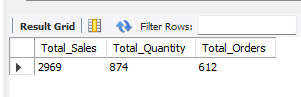 Result Grid Filter Rows:
Total_Sales Total_Quantity Total_Orders
2969 874 612